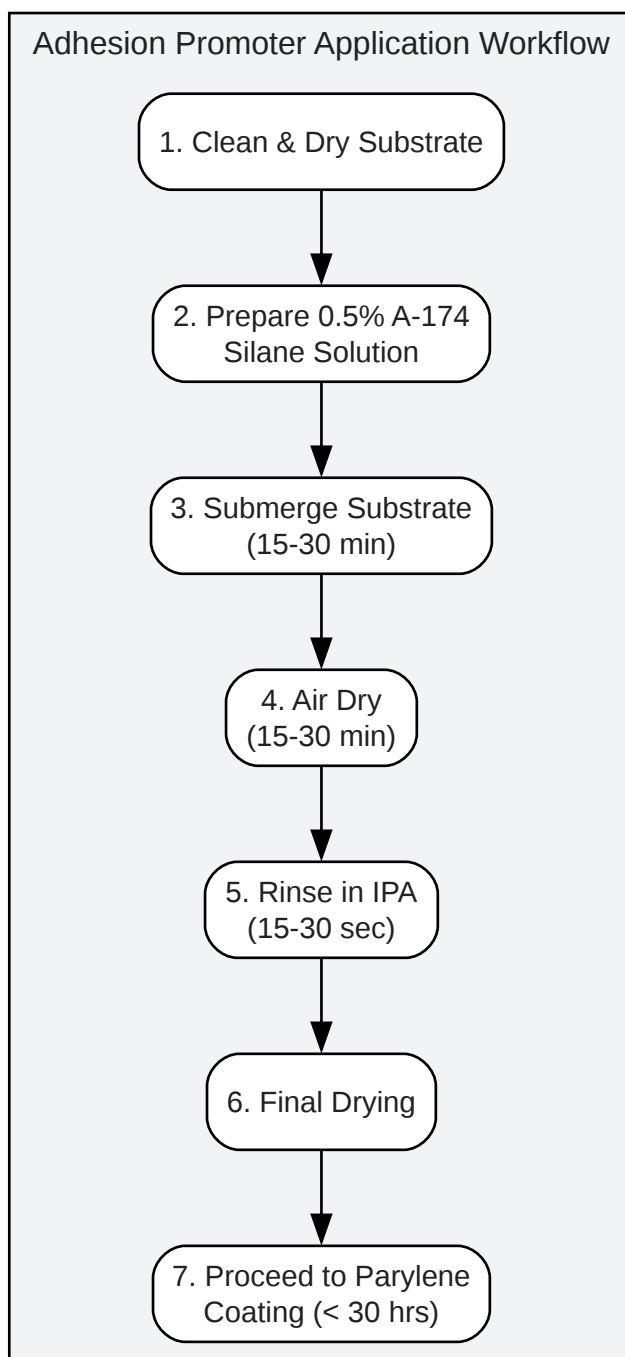 Adhesion Promoter Application Workflow
1. Clean & Dry Substrate
2. Prepare 0.5% A-174
Silane Solution
3. Submerge Substrate
(15-30 min)
4. Air Dry
(15-30 min)
5. Rinse in IPA
(15-30 sec)
6. Final Drying
7. Proceed to Parylene
Coating (< 30 hrs)